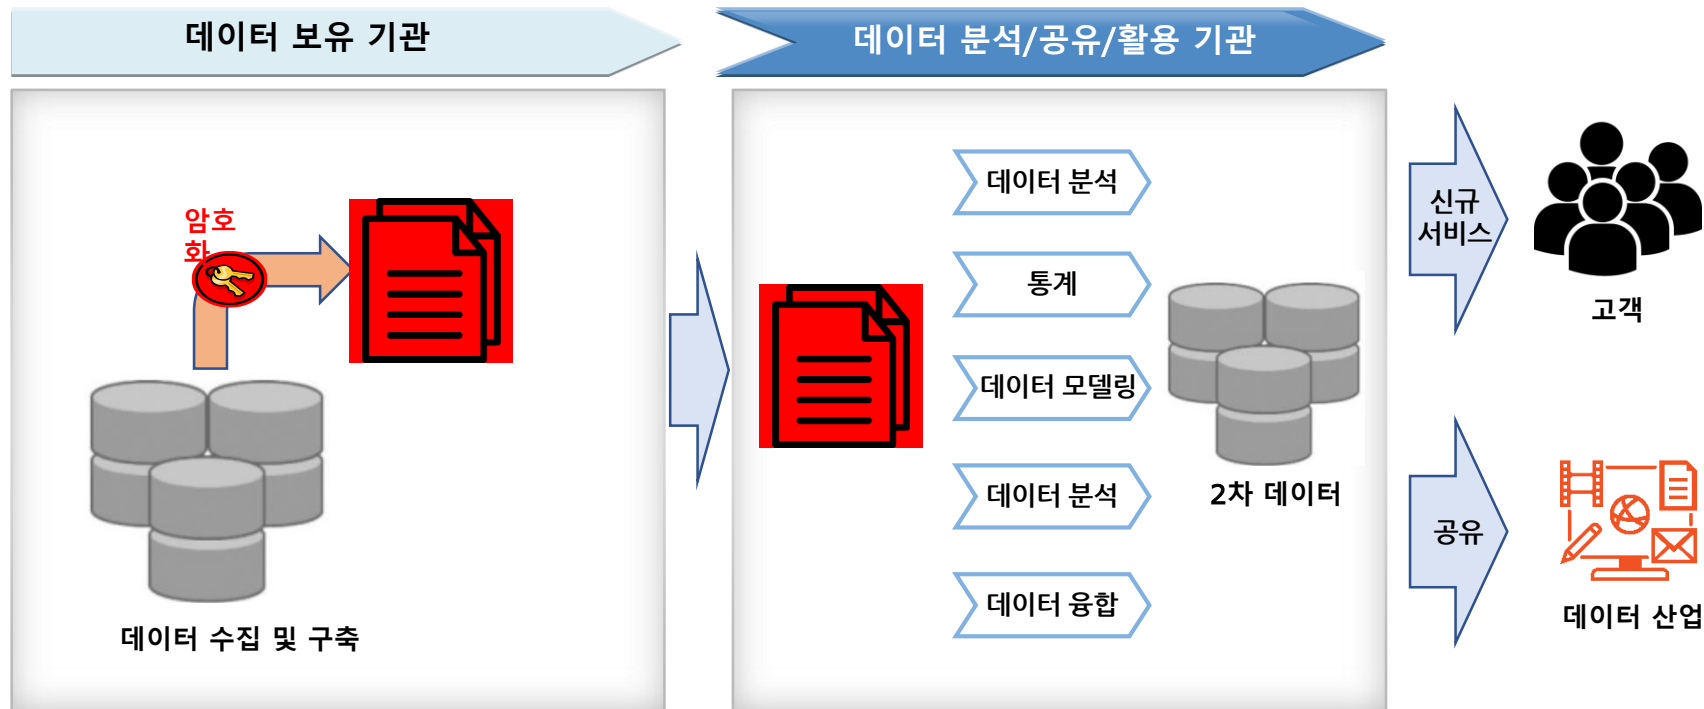 데이터 보유 기관
데이터 분석/공유/활용 기관
암호
화
데이터 수집 및 구축
데이터 분석
통계
데이터 모델링
데이터 분석
데이터 융합
2차 데이터
신규
서비스
고객
공유
데이터 산업